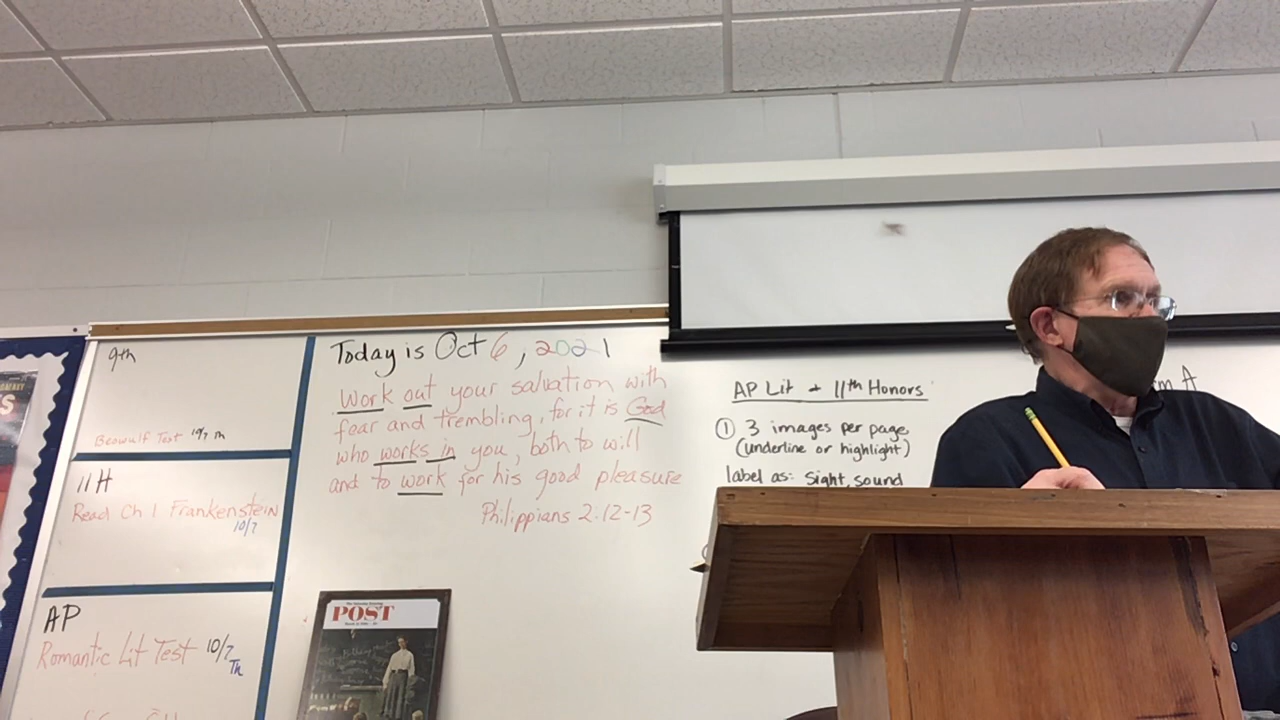 9th
Beowulf Test 10/7 Th
11H
Read Ch 1 Frankenstein
10/7
AP
Romantic Lit Test 10/7
Th
Today is Oct 6, 2021
Work out your salvation with
fear and trembling, for it is God
who works in you, both to will
and to work for his good pleasure
Philippians 2:12-13
POST
AP Lit + 11th Honors
① 3 images per page
(underline or highlight)
label as: sight, sound
A